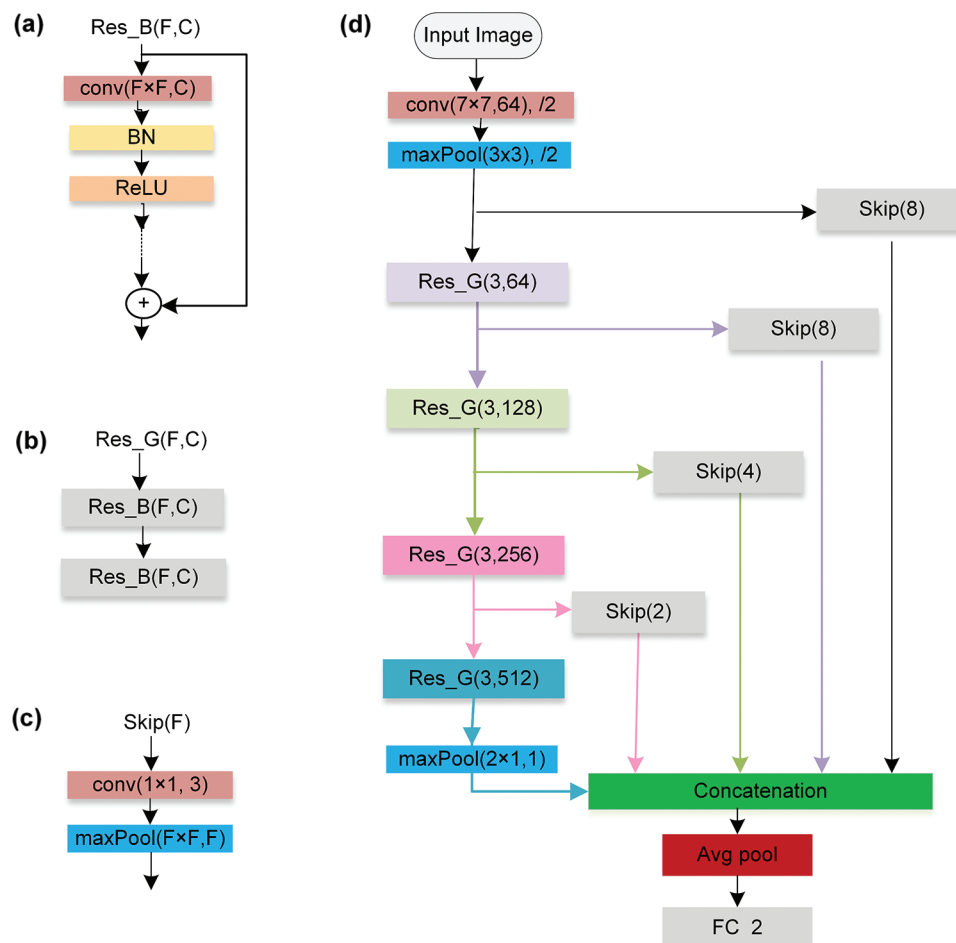 (a)
Res_B(F,C)
conv(F×F,C)
BN
ReLU
+
(b)
Res_G(F,C)
Res_B(F,C)
Res_B(F,C)
(c)
Skip(F)
conv(1×1, 3)
maxPool(F×F,F)
(d)
Input Image
conv(7×7,64), /2
maxPool(3x3), /2
Skip(8)
Res_G(3,64)
Skip(8)
Res_G(3,128)
Skip(4)
Res_G(3,256)
Skip(2)
Res_G(3,512)
maxPool(2×1,1)
Concatenation
Avg pool
FC 2